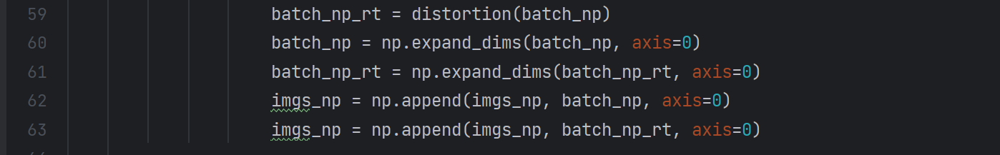 59 batch_np_rt = distortion(batch_np)
60 batch_np = np.expand_dims(batch_np, axis=0)
61 batch_np_rt = np.expand_dims(batch_np_rt, axis=0)
62 imgs_np = np.append(imgs_np, batch_np, axis=0)
63 imgs_np = np.append(imgs_np, batch_np_rt, axis=0)